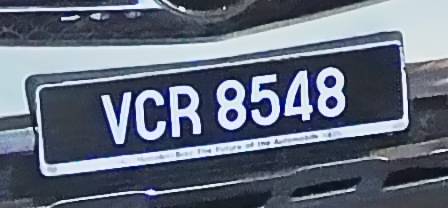 VCR 8548
The Future of the Automobile